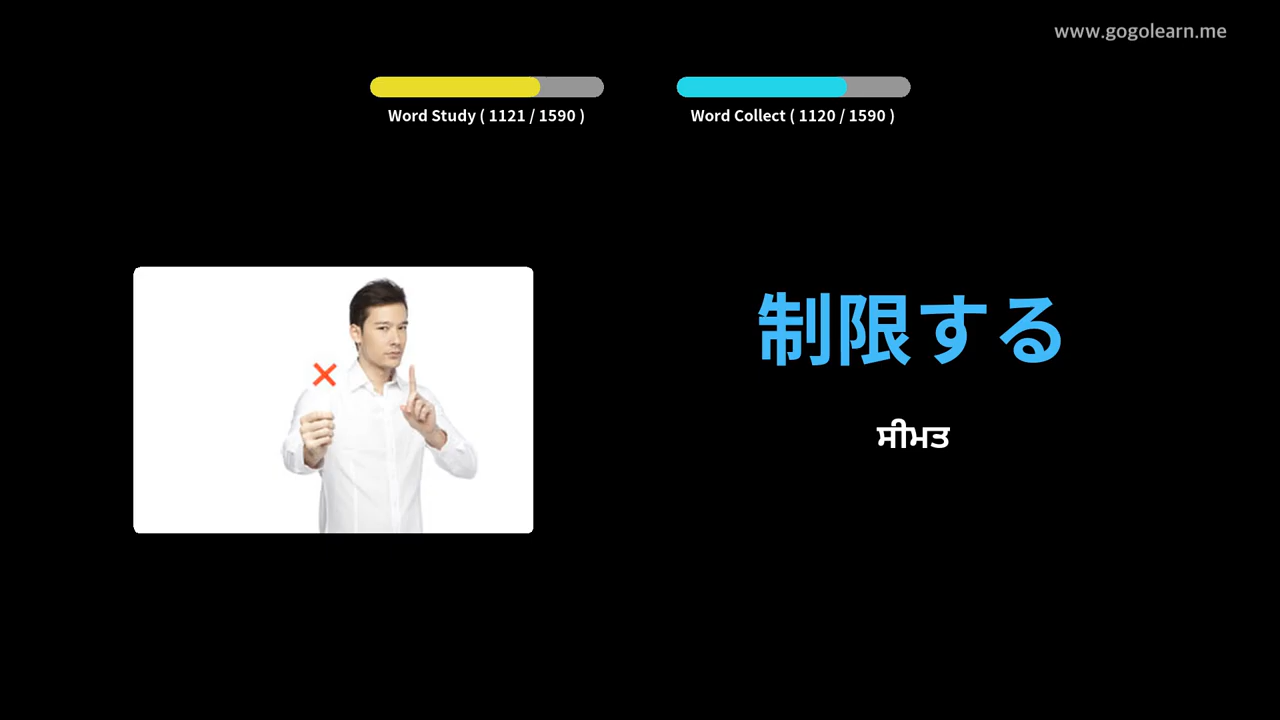 www.gogolearn.me
Word Study ( 1121 / 1590 )
Word Collect ( 1120 / 1590 )
制限する
ਸੀਮਤ